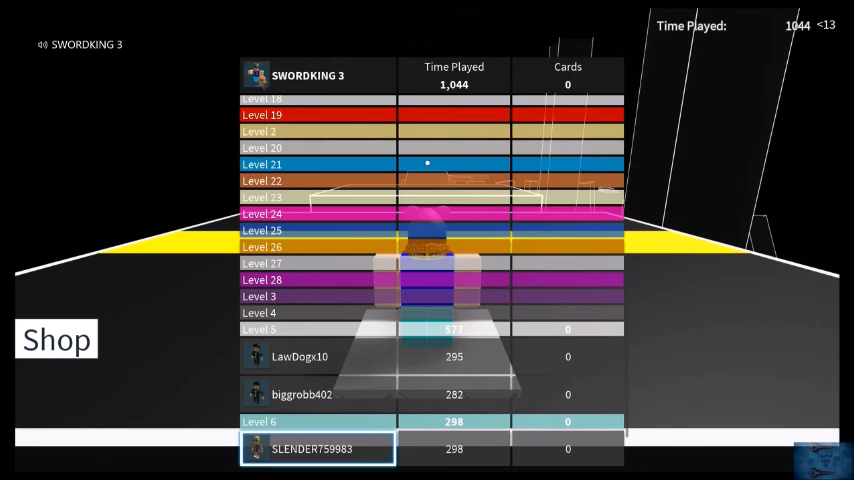 SWORDKING 3
Time Played: 1044 <13
SWORDKING 3 Time Played 1,044 Cards 0
Level 18
Level 19
Level 2
Level 20
Level 21
Level 22
Level 23
Level 24
Level 25
Level 26
Level 27
Level 28
Level 3
Level 4
Level 5 577 0
LawDogx10 295 0
biggrobb402 282 0
Level 6 298 0
SLENDER759983 298 0
Shop